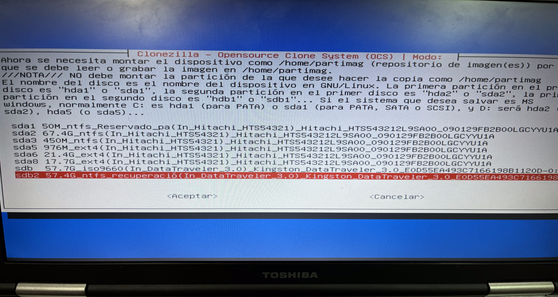 Clonezilla - Opensource Clone System (OCS) | Modo:
Ahora se necesita montar el dispositivo como /home/partimag (repositorio de imagen(es)) por
que se debe leer o grabar la imagen en /home/partimag.
///NOTA/// NO debe montar la partición de la que desee hacer la copia como /home/partimag
El nombre del disco es el nombre del dispositivo en GNU/Linux. La primera partición en el pr
disco es "hda1" o "sda1", la segunda partición en el primer disco es "hda2" o "sda2", la prim
partición en el segundo disco es "hdb1" o "sdb1"... Si el sistema que desea salvar es MS
windows, normalmente C: es hda1 (para PATA) o sda1 (para PATA, SATA o SCSI), y D: será hda2
sda2), hda5 (o sda5)...
sda1 50M_ntfs_Reservado_pa(In_Hitachi_HTS54321)_Hitachi_HTS543212L9SA00_090129FB2B00LGCYYU1A
sda2 67.4G_ntfs(In_Hitachi_HTS54321)_Hitachi_HTS543212L9SA00_090129FB2B00LGCYYU1A
sda3 450M_ntfs(In_Hitachi_HTS54321)_Hitachi_HTS543212L9SA00_090129FB2B00LGCYYU1A
sda5 976M_ext4(In_Hitachi_HTS54321)_Hitachi_HTS543212L9SA00_090129FB2B00LGCYYU1A
sda6 21.4G_ext4(In_Hitachi_HTS54321)_Hitachi_HTS543212L9SA00_090129FB2B00LGCYYU1A
sda8 17.7G_ext4(In_Hitachi_HTS54321)_Hitachi_HTS543212L9SA00_090129FB2B00LGCYYU1A
sdb 57.7G_iso9660(In_DataTraveler_3.0)_Kingston_DataTraveler_3.0_E0D55EA493C7166198B1120D-0:
sdb2 57.4G_ntfs_recuperació(In_DataTraveler_3.0)_Kingston_DataTraveler_3.0_E0D55EA493C7166198
<Aceptar> <Cancelar>
TOSHIBA